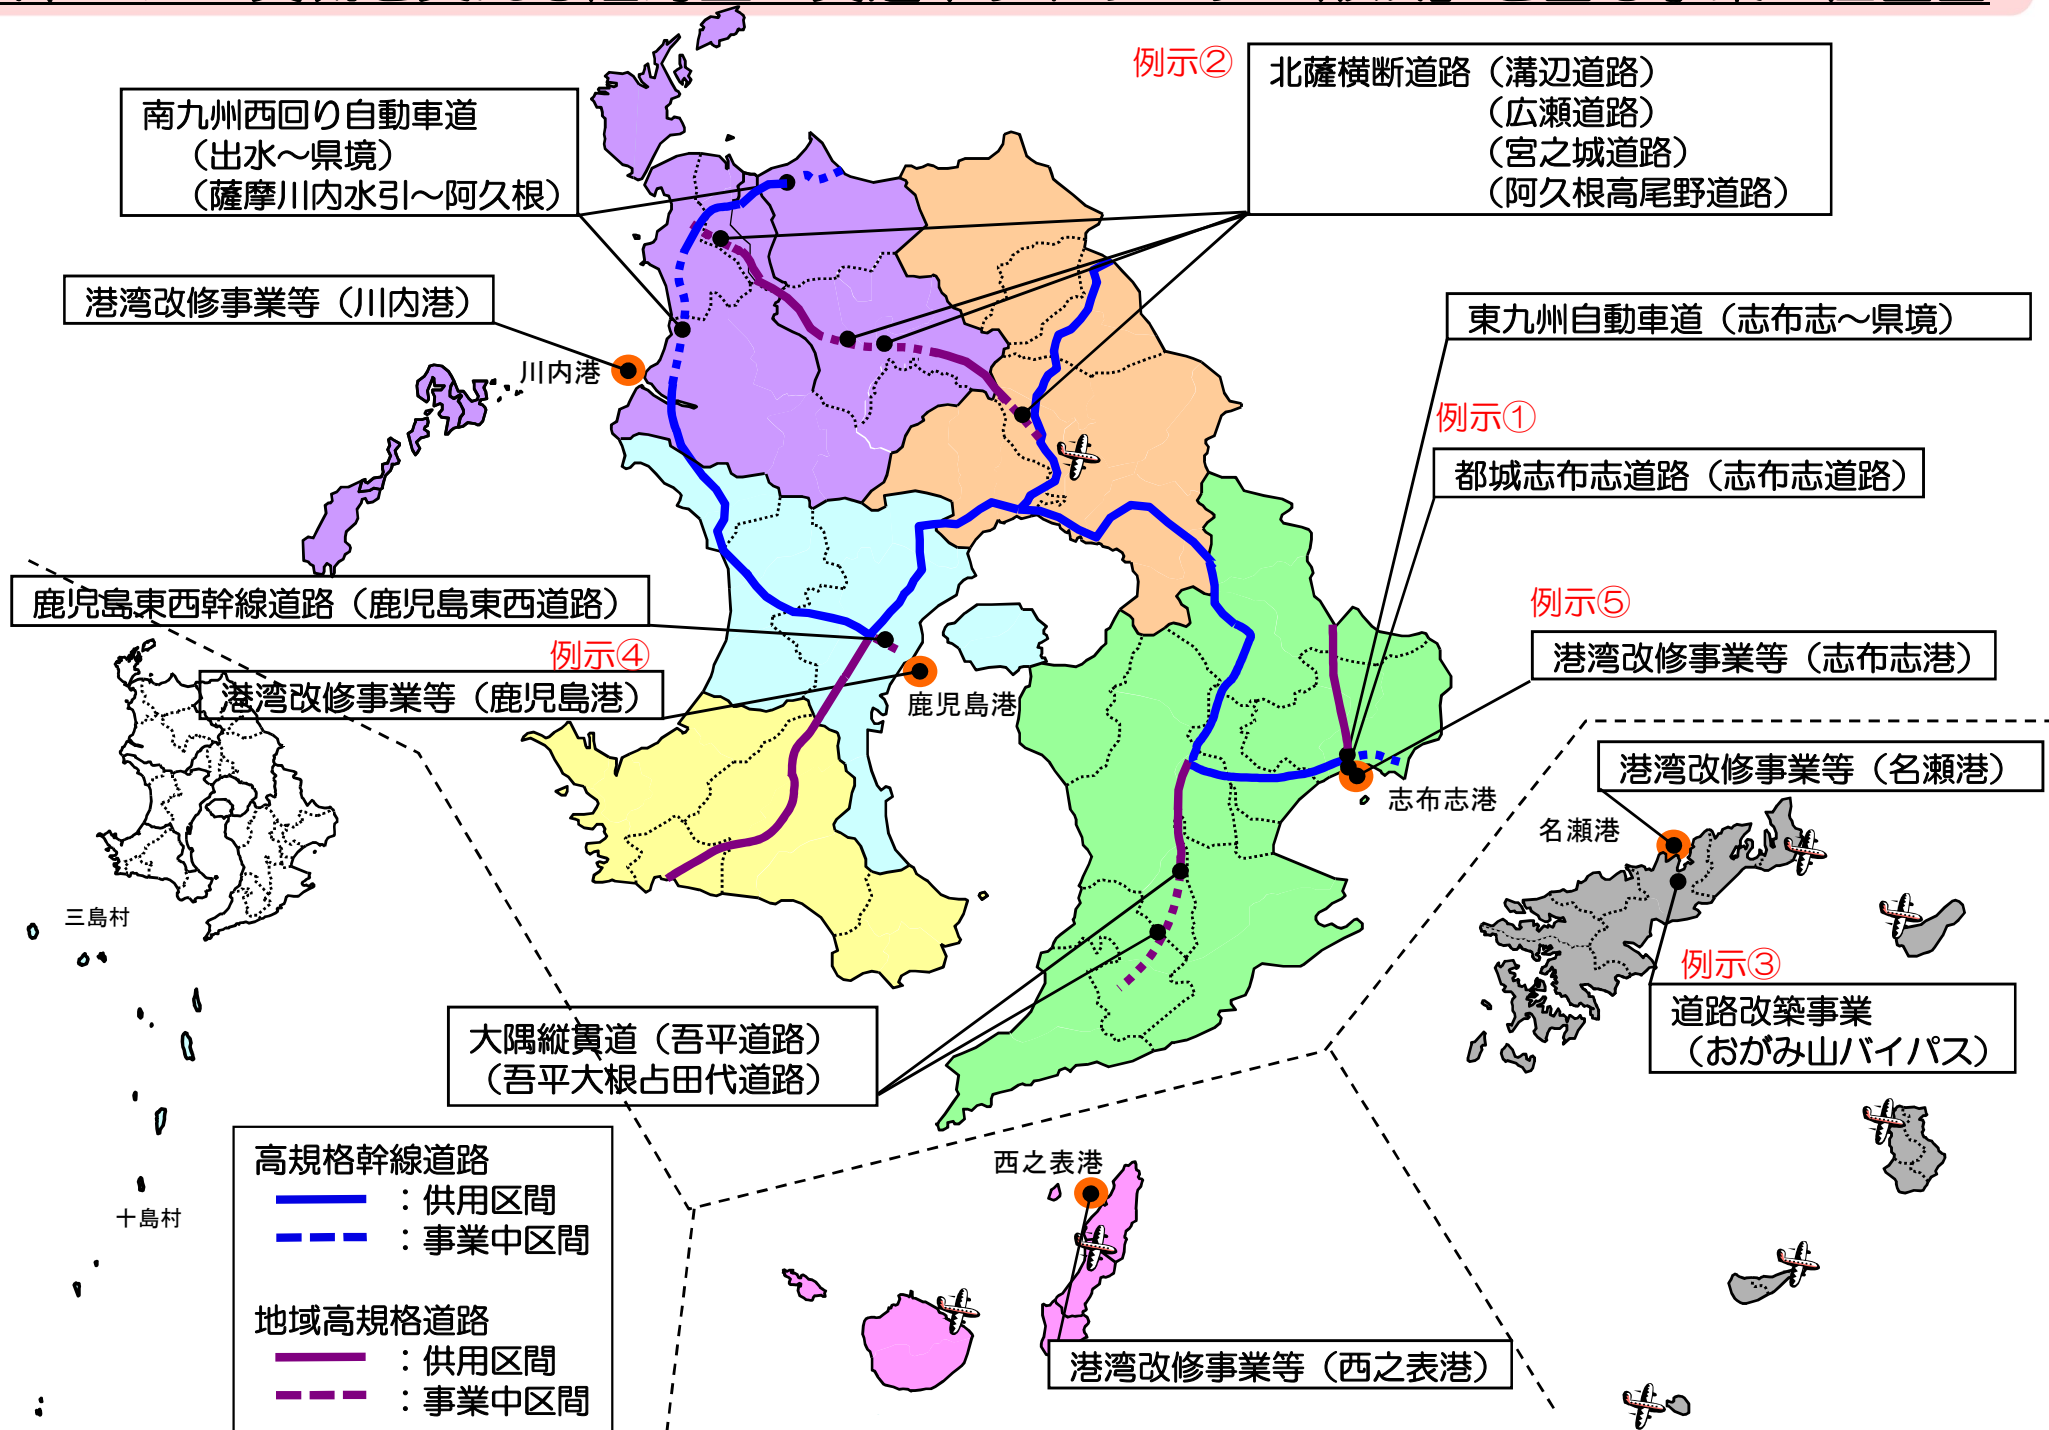 例示②
北薩横断道路（溝辺道路）
（広瀬道路）
（宮之城道路）
（阿久根高尾野道路）
南九州西回り自動車道
（出水～県境）
（薩摩川内水引～阿久根）
港湾改修事業等（川内港）
川内港
東九州自動車道（志布志～県境）
例示①
都城志布志道路（志布志道路）
鹿児島東西幹線道路（鹿児島東西道路）
例示④
港湾改修事業等（鹿児島港）
鹿児島港
例示⑤
港湾改修事業等（志布志港）
志布志港
港湾改修事業等（名瀬港）
名瀬港
例示③
道路改築事業
（おがみ山バイパス）
三島村
十島村
大隅縦貫道（吾平道路）
（吾平大根占田代道路）
西之表港
港湾改修事業等（西之表港）
高規格幹線道路
：供用区間
：事業中区間
地域高規格道路
：供用区間
：事業中区間